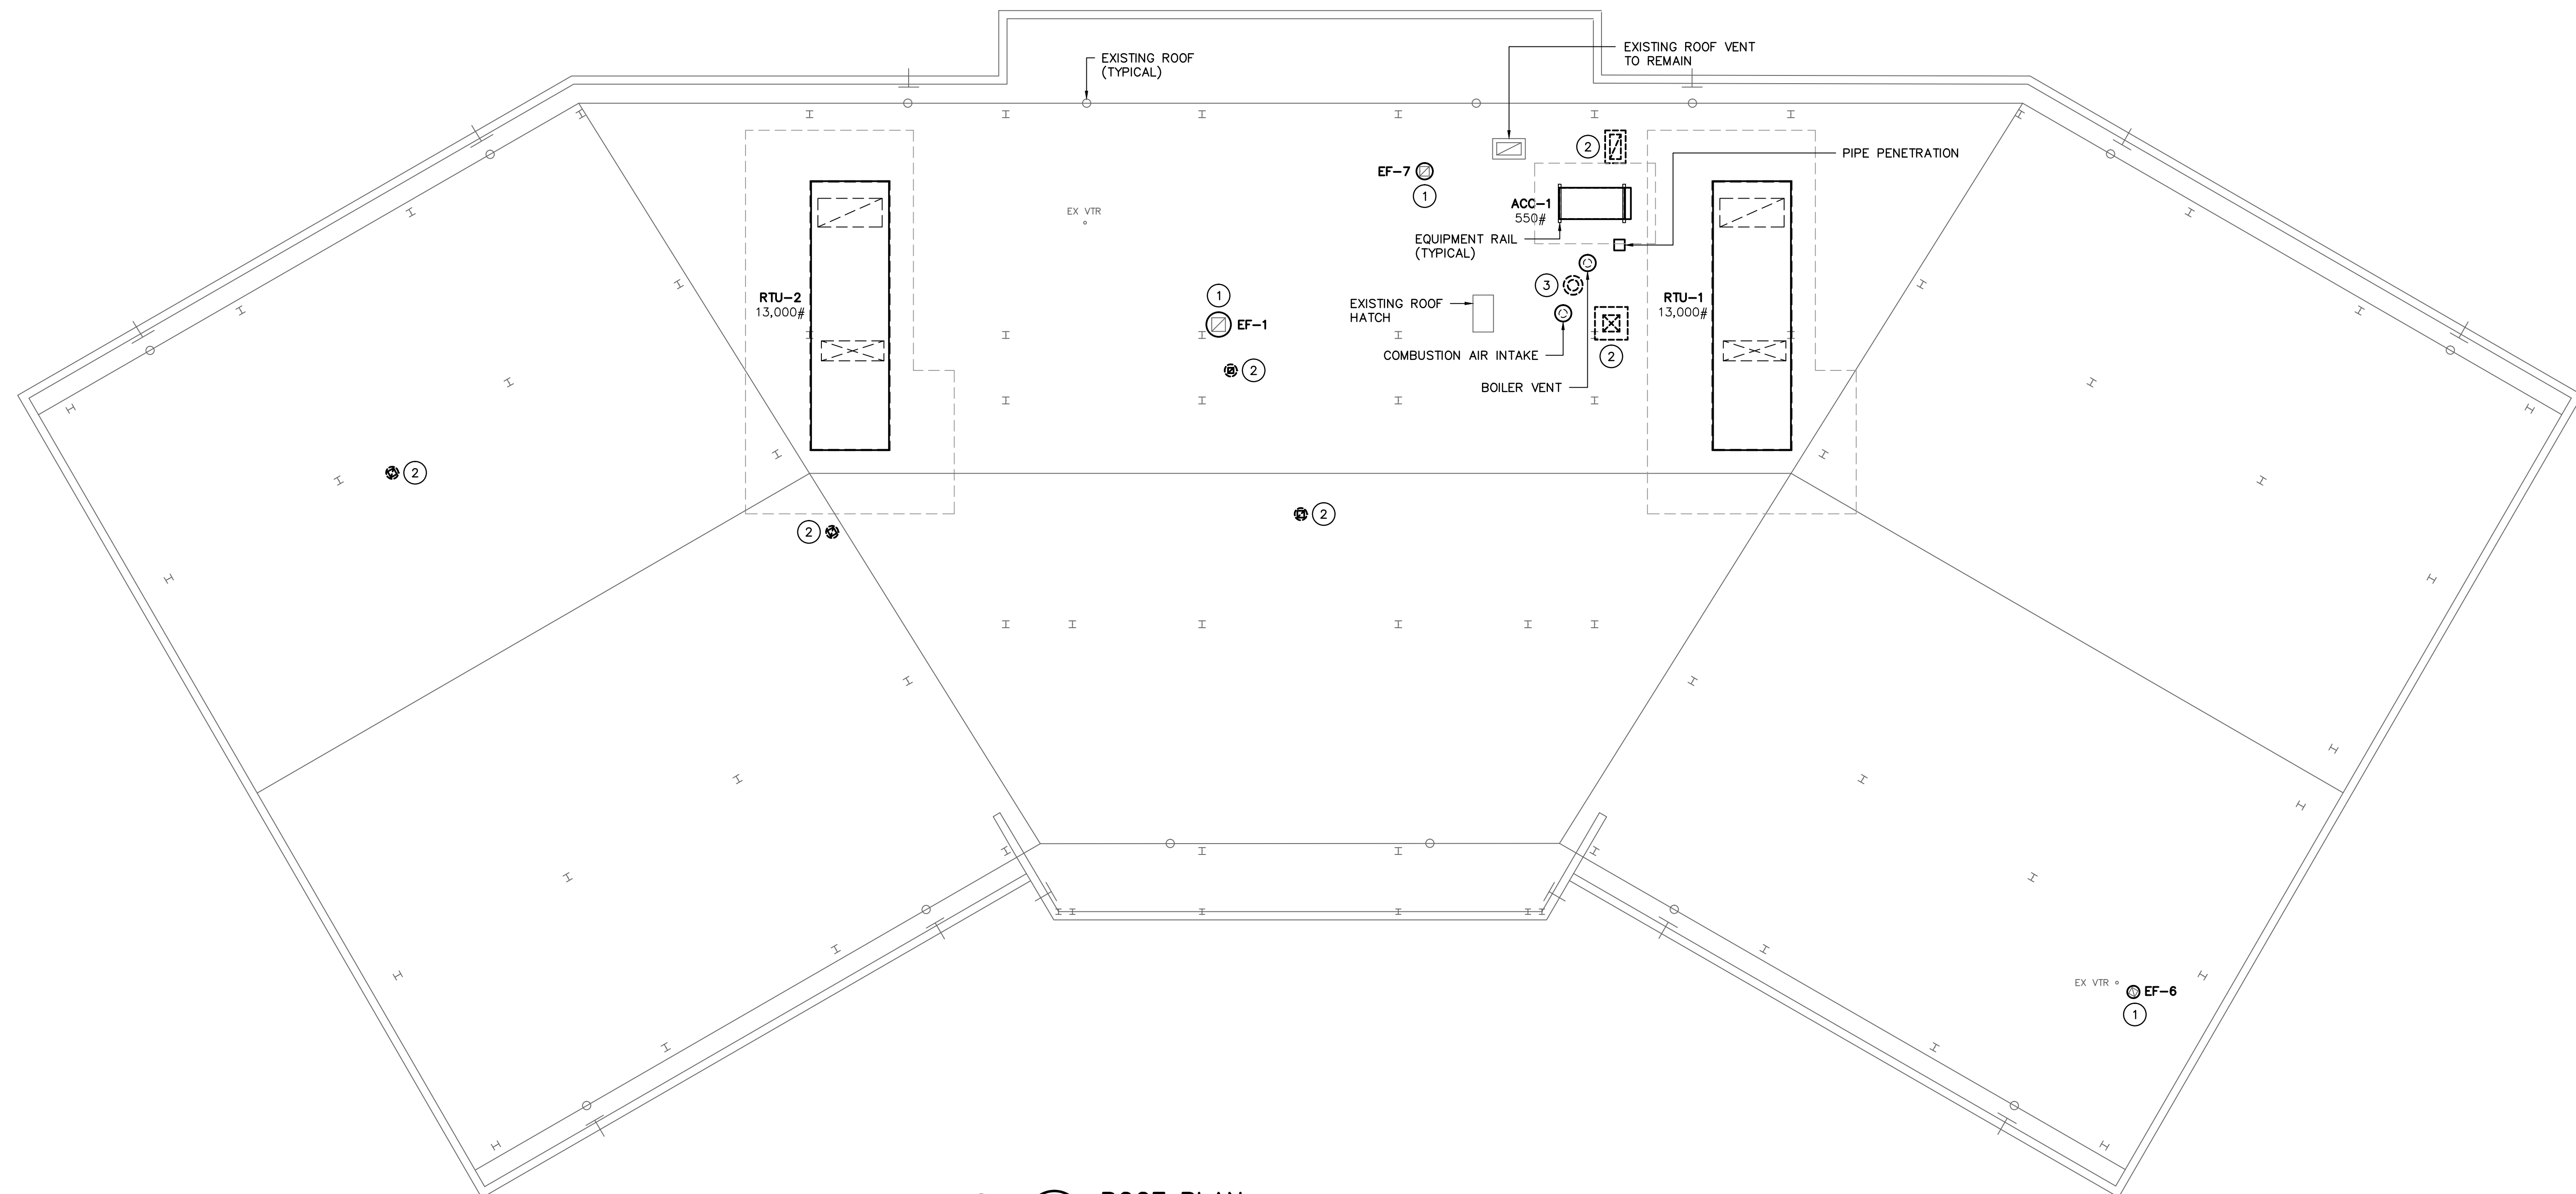 EXISTING ROOF
(TYPICAL)
EXISTING ROOF VENT
TO REMAIN
2
PIPE PENETRATION
EF-7
1
ACC-1
550#
EX VTR
EQUIPMENT RAIL
(TYPICAL)
3
RTU-2
13,000#
1
EF-1
EXISTING ROOF
HATCH
RTU-1
13,000#
COMBUSTION AIR INTAKE
2
BOILER VENT
2
2
2
2
EX VTR
EF-6
1
ROOF PLAN